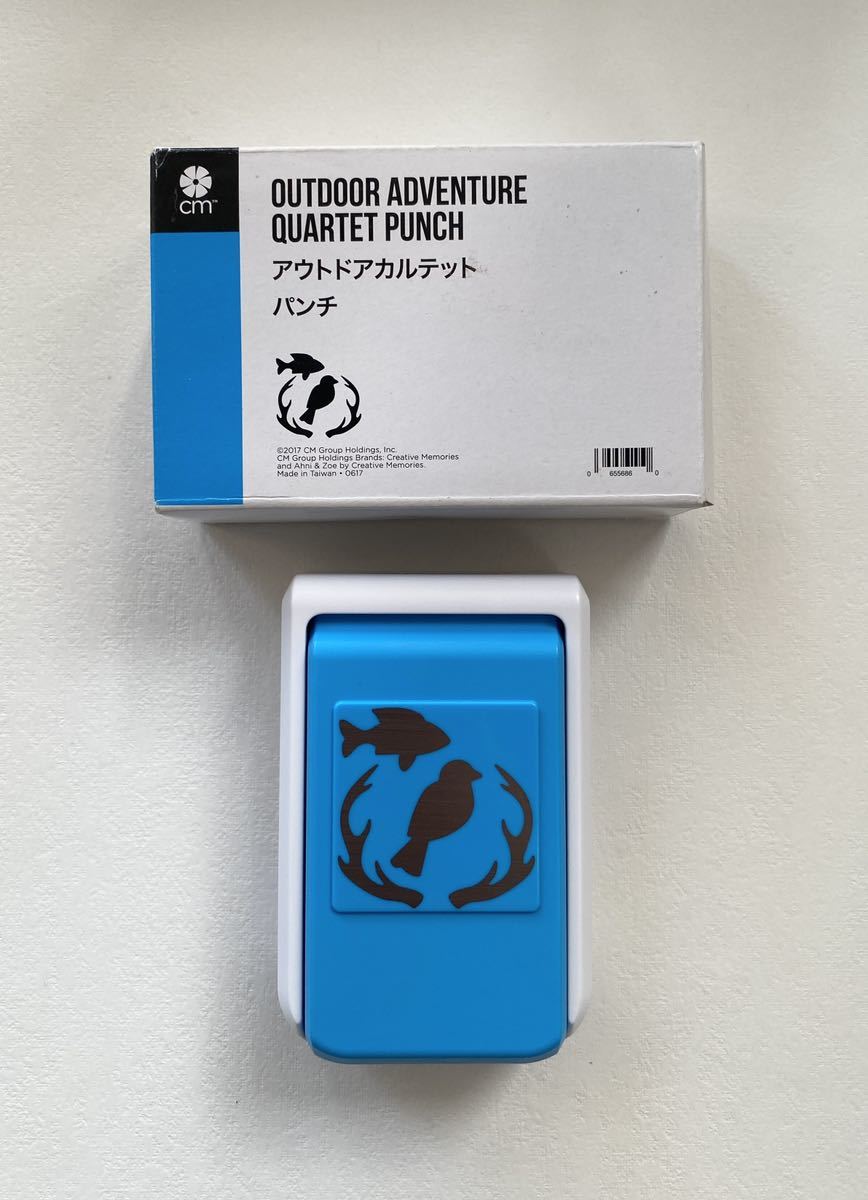 cm™
OUTDOOR ADVENTURE
QUARTET PUNCH
アウトドアカルテット
パンチ
©2017 CM Group Holdings, Inc.
CM Group Holdings Brands: Creative Memories
and Ahni & Zoe by Creative Memories.
Made in Taiwan • 0617
0 655686 0